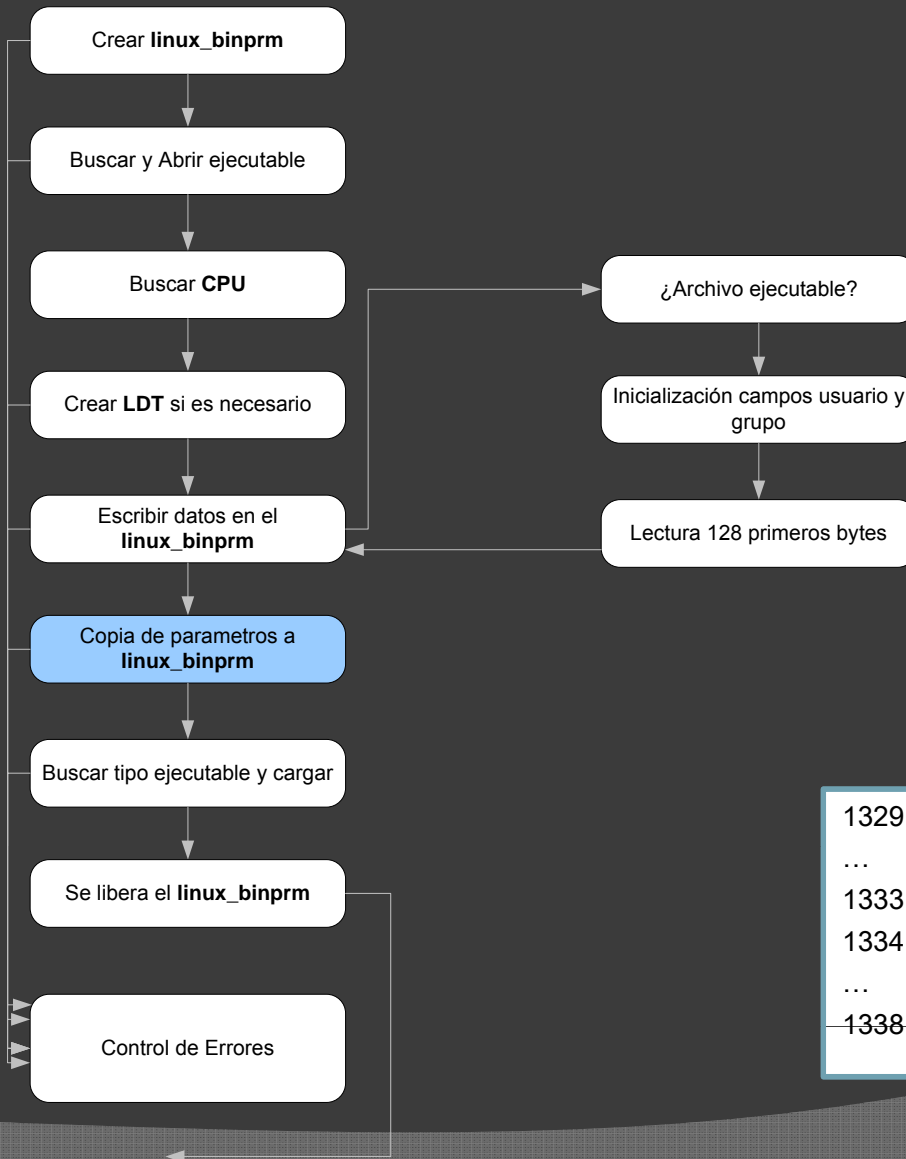 Crear linux_binprm
Buscar y Abrir ejecutable
Buscar CPU
Crear LDT si es necesario
Escribir datos en el
linux_binprm
Copia de parametros a
linux_binprm
Buscar tipo ejecutable y cargar
Se libera el linux_binprm
Control de Errores
¿Archivo ejecutable?
Inicialización campos usuario y
grupo
Lectura 128 primeros bytes
1329
…
1333
1334
…
1338